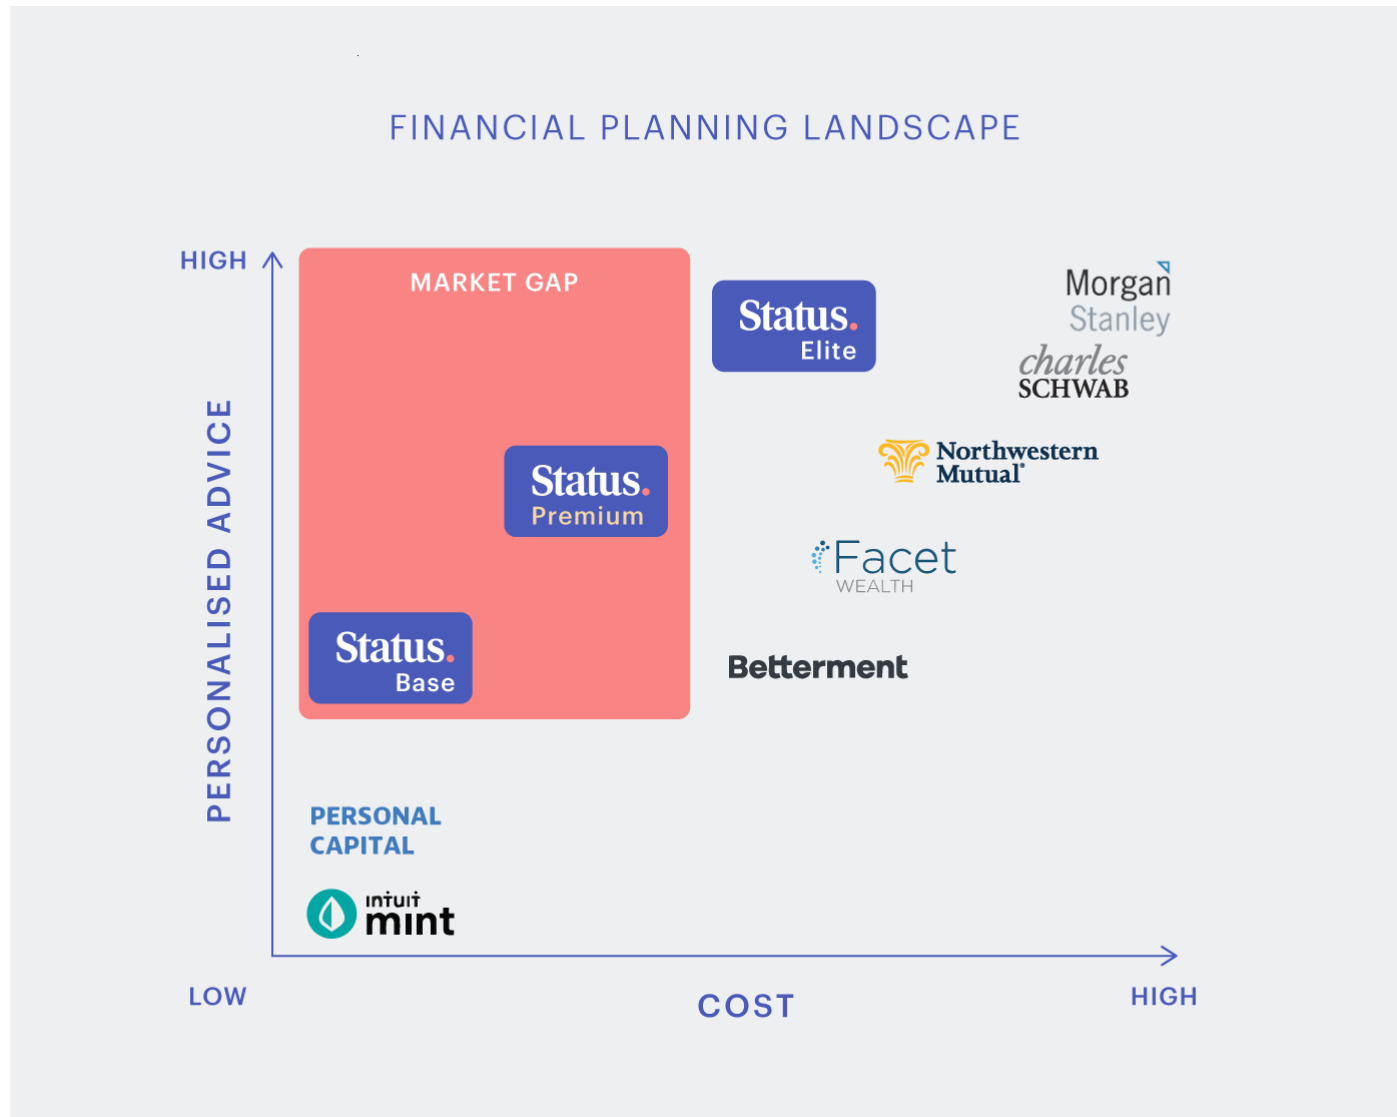 FINANCIAL PLANNING LANDSCAPE
HIGH
MARKET GAP
Status.
Elite
Morgan
Stanley
charles
SCHWAB
PERSONALISED ADVICE
Northwestern
Mutual®
Status.
Premium
Facet
WEALTH
Status.
Base
Betterment
PERSONAL
CAPITAL
ıntuıt
mint
LOW
COST
HIGH